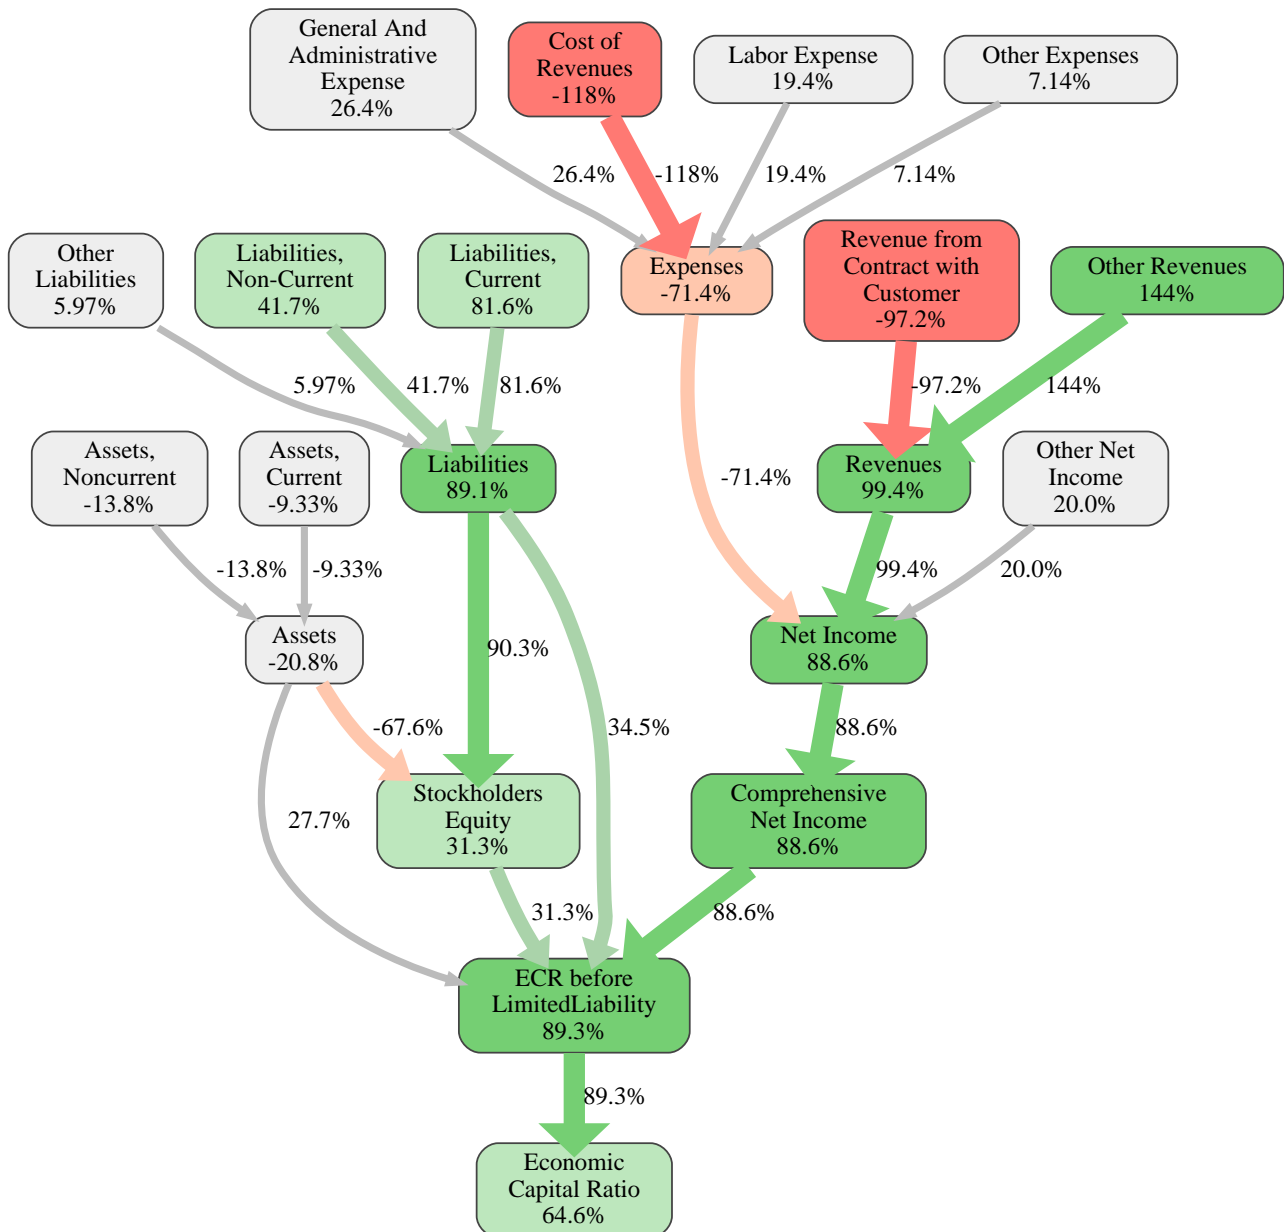 General And
Administrative
Expense
26.4%
Cost of
Revenues
-118%
Labor Expense
19.4%
Other Expenses
7.14%
26.4%
-118%
19.4%
7.14%
Other
Liabilities
5.97%
Liabilities,
Non-Current
41.7%
Liabilities,
Current
81.6%
Expenses
-71.4%
Revenue from
Contract with
Customer
-97.2%
Other Revenues
144%
5.97%
41.7%
81.6%
-97.2%
144%
Assets,
Noncurrent
-13.8%
Assets,
Current
-9.33%
Liabilities
89.1%
-71.4%
Revenues
99.4%
Other Net
Income
20.0%
-13.8%
-9.33%
99.4%
20.0%
Assets
-20.8%
90.3%
Net Income
88.6%
-67.6%
34.5%
88.6%
27.7%
Stockholders
Equity
31.3%
Comprehensive
Net Income
88.6%
31.3%
88.6%
ECR before
LimitedLiability
89.3%
89.3%
Economic
Capital Ratio
64.6%